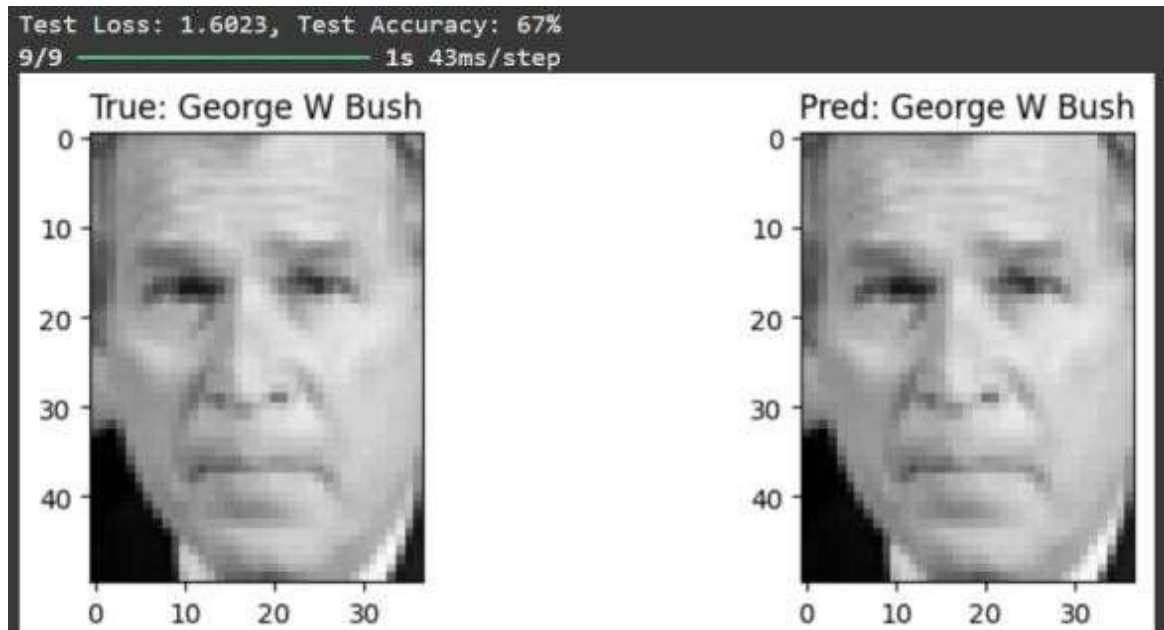 Test Loss: 1.6023, Test Accuracy: 67%
9/9 ━━━━━━━━━━━━━━━━━━━━ 1s 43ms/step
True: George W Bush
Pred: George W Bush
0
10
20
30
40
0 10 20 30
0
10
20
30
40
0 10 20 30